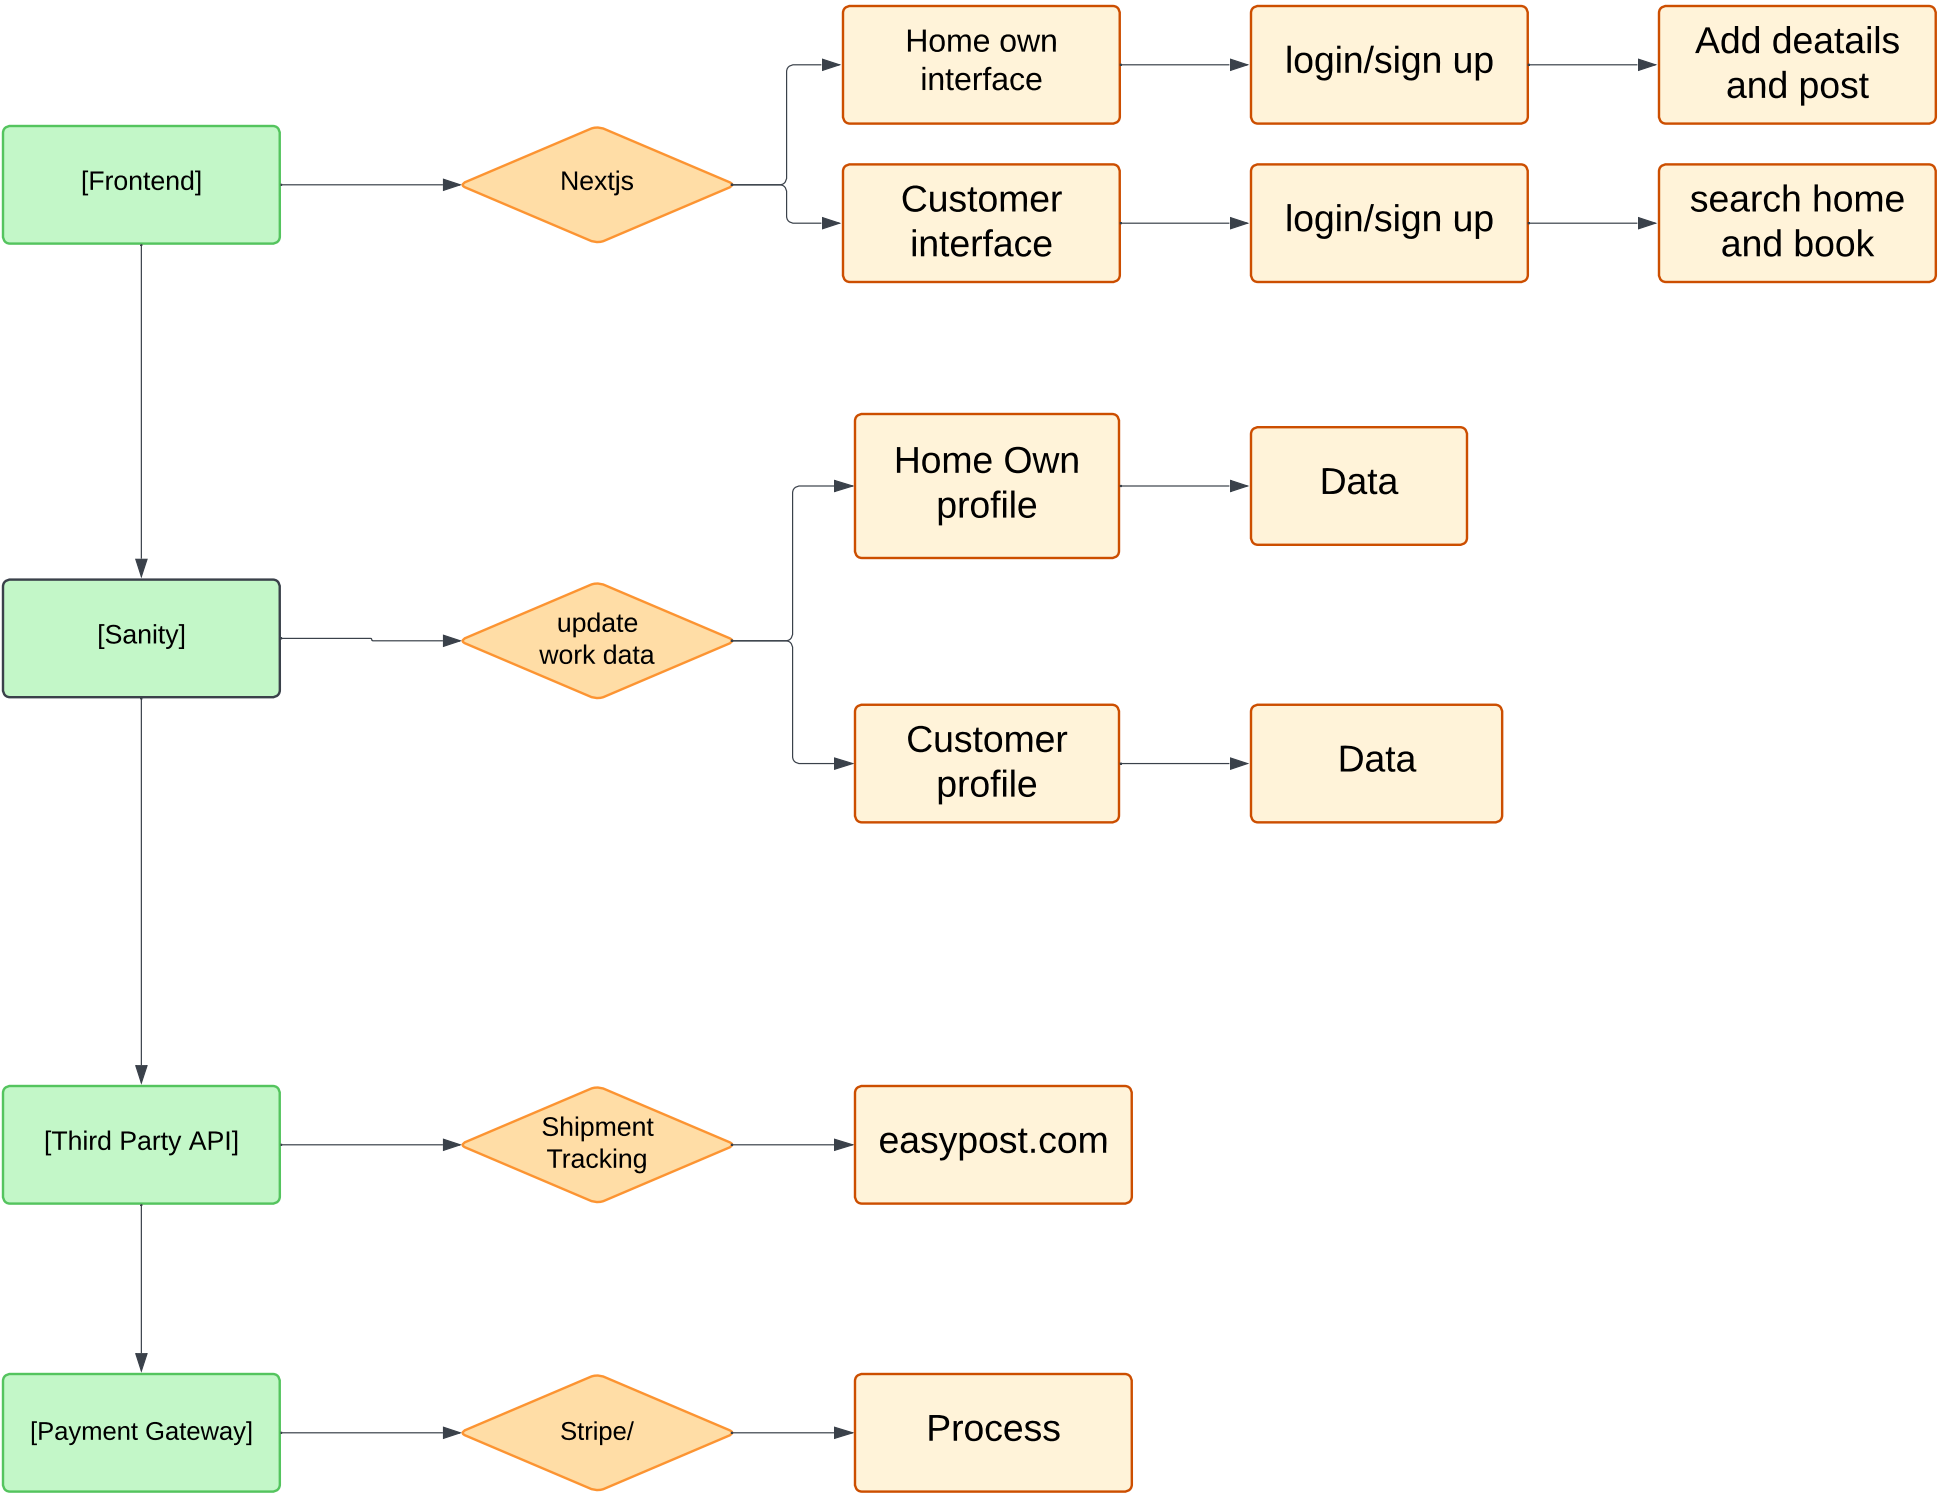 Home own
interface
login/sign up
Add deatails
and post
[Frontend]
Nextjs
Customer
interface
login/sign up
search home
and book
Home Own
profile
Data
[Sanity]
update
work data
Customer
profile
Data
[Third Party API]
Shipment
Tracking
easypost.com
[Payment Gateway]
Stripe/
Process